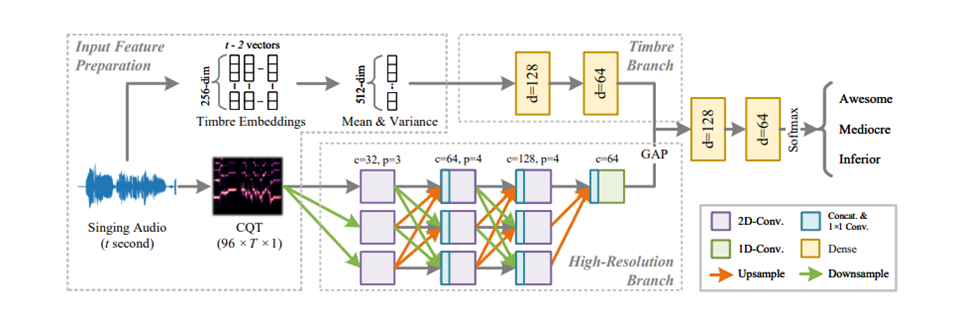 Input Feature
Preparation
t - 2 vectors
256-dim
Timbre Embeddings
512-dim
Mean & Variance
Timbre
Branch
d=128
d=64
GAP
d=128
d=64
Softmax
Awesome
Mediocre
Inferior
Singing Audio
(t second)
CQT
(96 × T × 1)
c=32, p=3
c=64, p=4
c=128, p=4
c=64
High-Resolution
Branch
2D-Conv.
Concat. &
1×1 Conv.
1D-Conv.
Dense
Upsample
Downsample